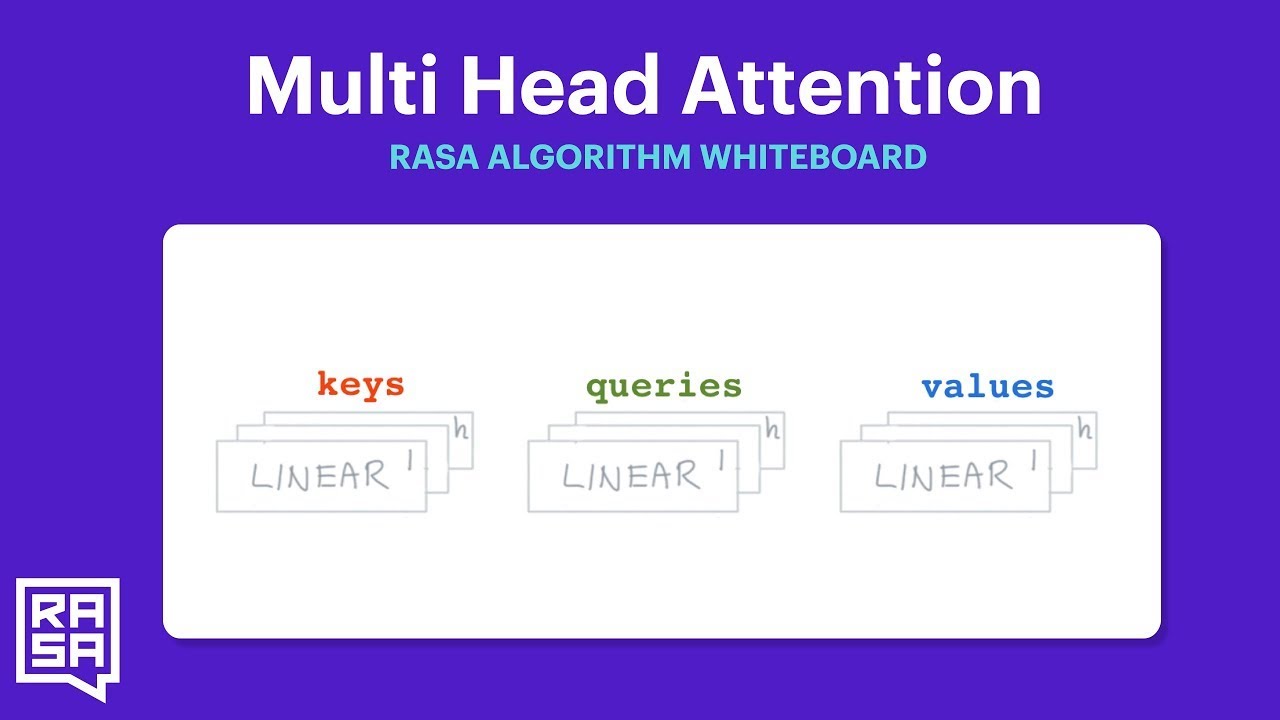 Multi Head Attention
RASA ALGORITHM WHITEBOARD
keys queries values
h h h
LINEAR 1 LINEAR 1 LINEAR 1
RA
SA